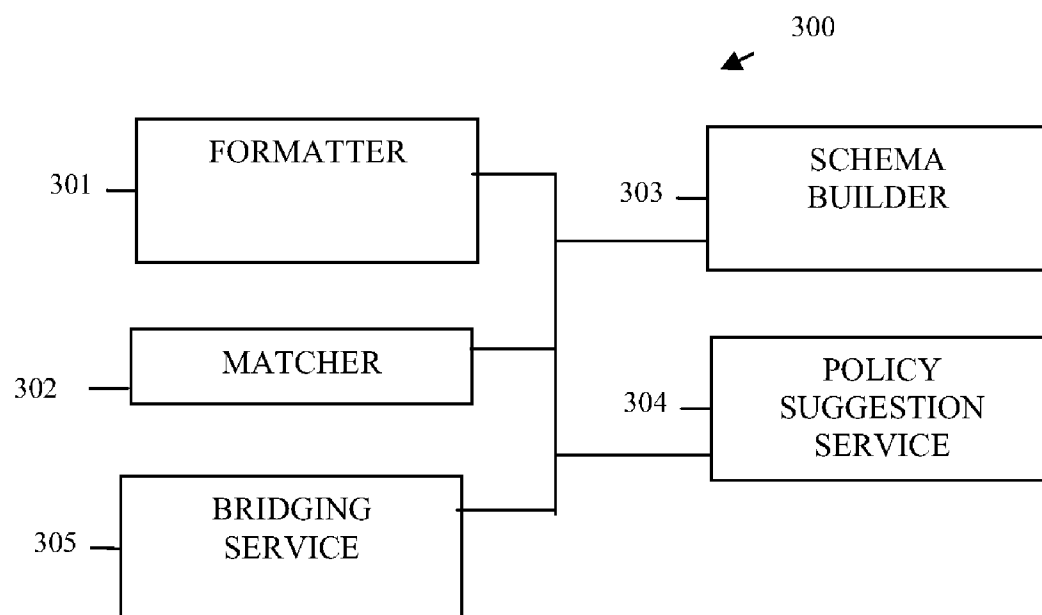 300
FORMATTER
301
SCHEMA
BUILDER
303
MATCHER
302
POLICY
SUGGESTION
SERVICE
304
BRIDGING
SERVICE
305